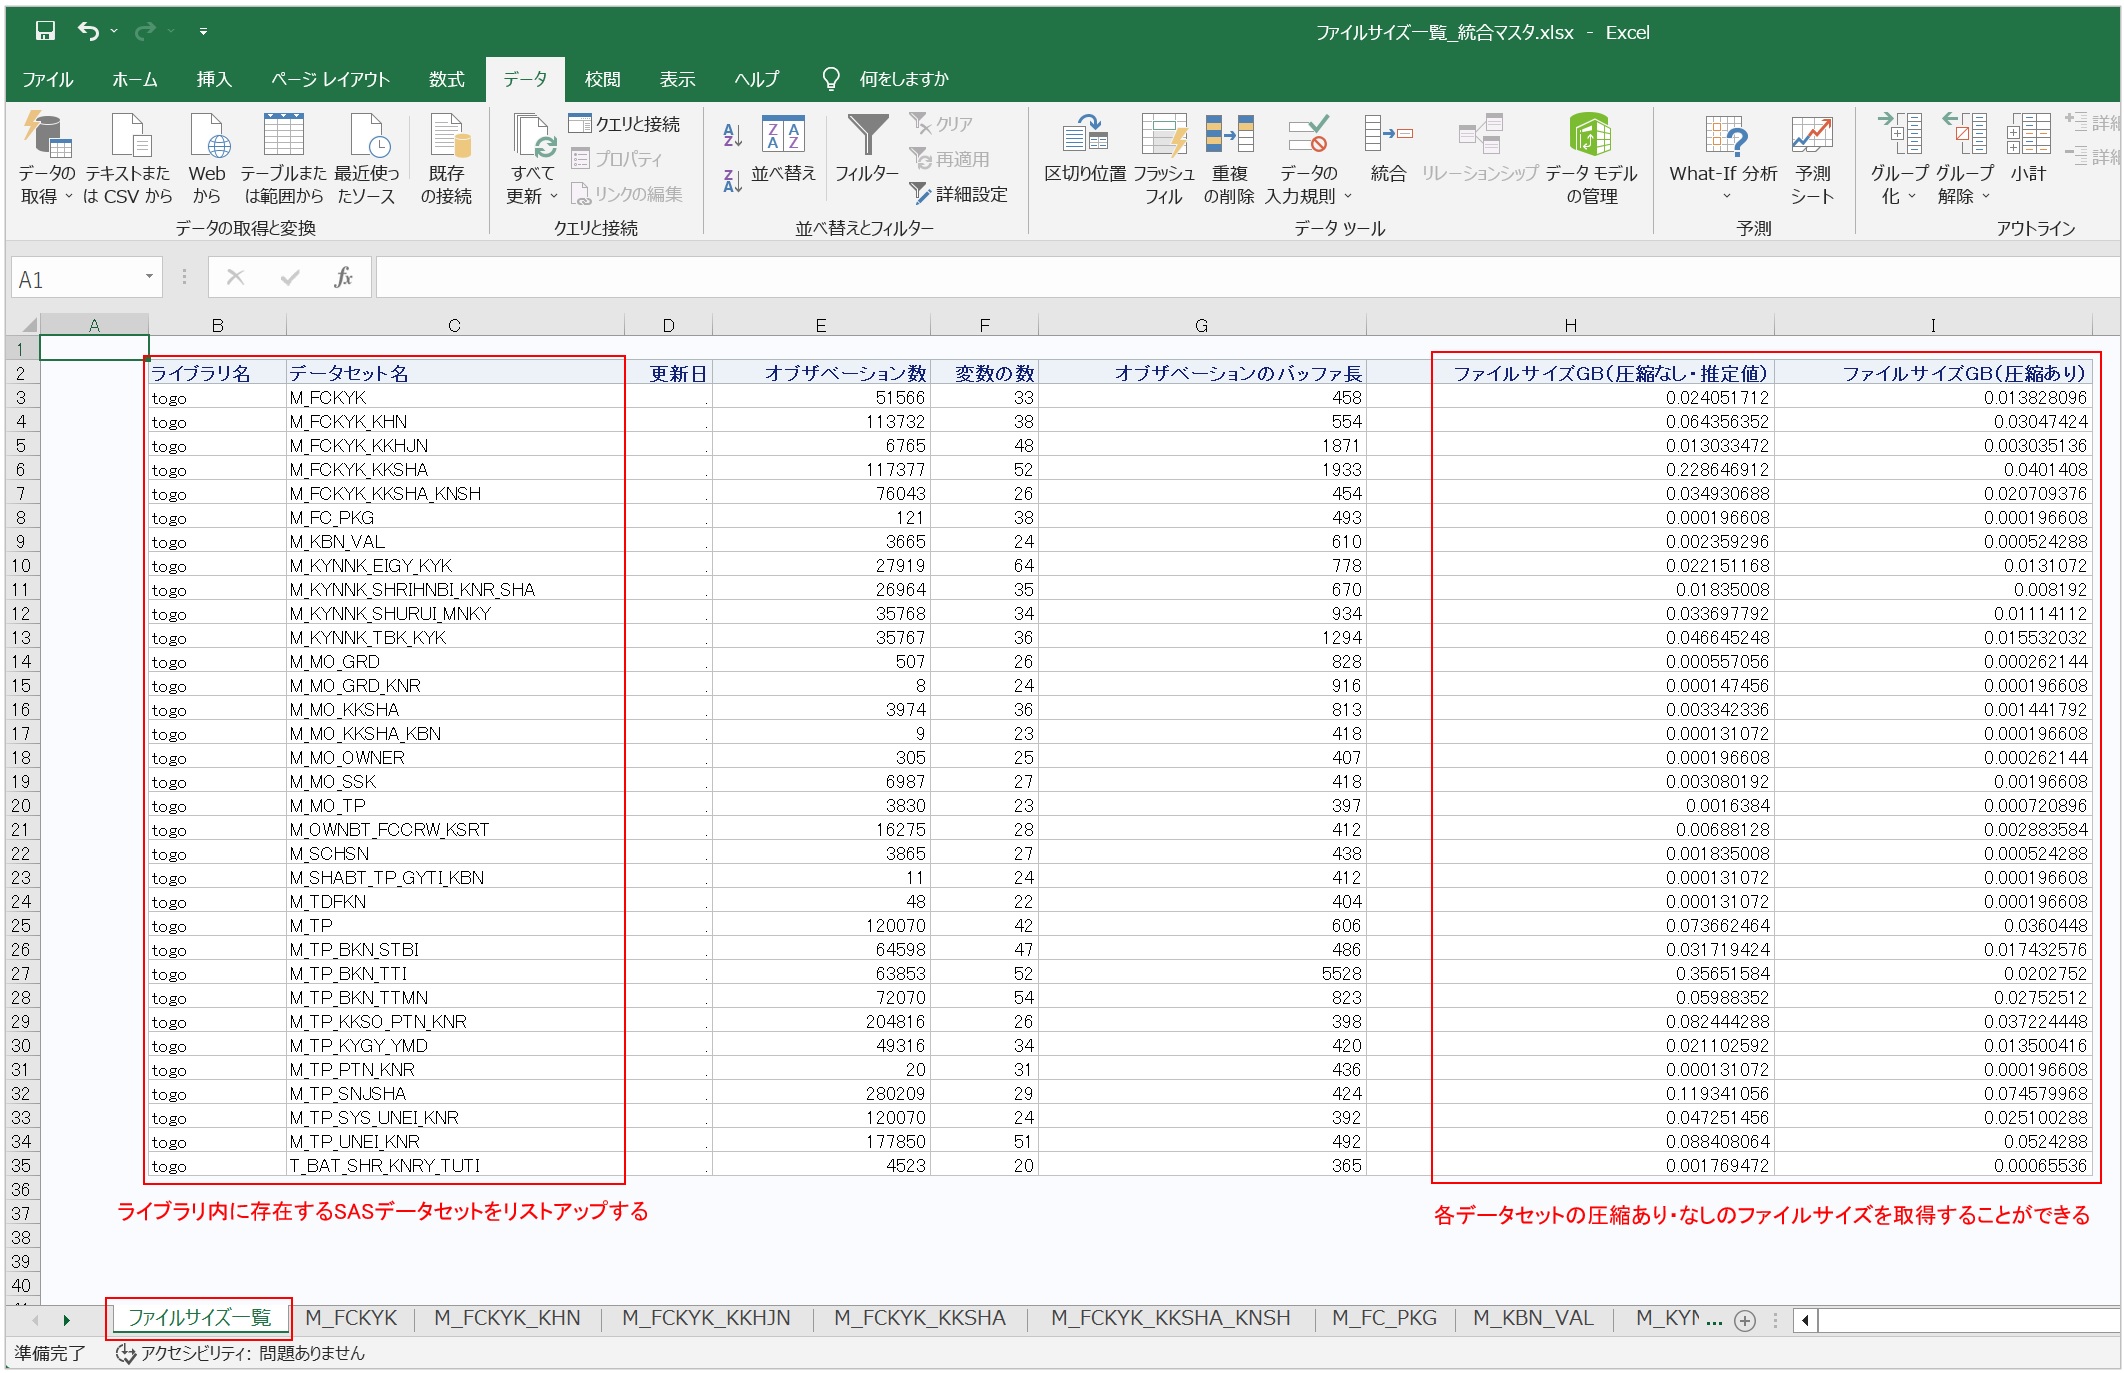 ファイルサイズ一覧_統合マスタ.xlsx - Excel
ファイル ホーム 挿入 ページ レイアウト 数式 データ 校閲 表示 ヘルプ 何をしますか
データの取得 テキストまたは CSV から Web から テーブルまたは範囲から 最近使ったソース 既存の接続
データの取得と変換
すべて更新 クエリと接続 プロパティ リンクの編集
クエリと接続
並べ替え フィルター クリア 再適用 詳細設定
並べ替えとフィルター
区切り位置 フラッシュフィル 重複の削除 データの入力規則 統合 リレーションシップ データ モデルの管理
データ ツール
What-If 分析 予測シート
予測
グループ化 グループ解除 小計 詳細 詳細
アウトライン
A1 fx
A B C D E F G H I
1
2 ライブラリ名 データセット名 更新日 オブザベーション数 変数の数 オブザベーションのバッファ長 ファイルサイズGB(圧縮なし・推定値) ファイルサイズGB(圧縮あり)
3 togo M_FCKYK . 51566 33 458 0.024051712 0.013828096
4 togo M_FCKYK_KHN . 113732 38 554 0.064356352 0.03047424
5 togo M_FCKYK_KKHJN . 6765 48 1871 0.013033472 0.003035136
6 togo M_FCKYK_KKSHA . 117377 52 1933 0.228646912 0.0401408
7 togo M_FCKYK_KKSHA_KNSH . 76043 26 454 0.034930688 0.020709376
8 togo M_FC_PKG . 121 38 493 0.000196608 0.000196608
9 togo M_KBN_VAL . 3665 24 610 0.002359296 0.000524288
10 togo M_KYNNK_EIGY_KYK . 27919 64 778 0.022151168 0.0131072
11 togo M_KYNNK_SHRIHNBI_KNR_SHA . 26964 35 670 0.01835008 0.008192
12 togo M_KYNNK_SHURUI_MNKY . 35768 34 934 0.033697792 0.01114112
13 togo M_KYNNK_TBK_KYK . 35767 36 1294 0.046645248 0.015532032
14 togo M_MO_GRD . 507 26 828 0.000557056 0.000262144
15 togo M_MO_GRD_KNR . 8 24 916 0.000147456 0.000196608
16 togo M_MO_KKSHA . 3974 36 813 0.003342336 0.001441792
17 togo M_MO_KKSHA_KBN . 9 23 418 0.000131072 0.000196608
18 togo M_MO_OWNER . 305 25 407 0.000196608 0.000262144
19 togo M_MO_SSK . 6987 27 418 0.003080192 0.00196608
20 togo M_MO_TP . 3830 23 397 0.0016384 0.000720896
21 togo M_OWNBT_FCCRW_KSRT . 16275 28 412 0.00688128 0.002883584
22 togo M_SCHSN . 3865 27 438 0.001835008 0.000524288
23 togo M_SHABT_TP_GYTI_KBN . 11 24 412 0.000131072 0.000196608
24 togo M_TDFKN . 48 22 404 0.000131072 0.000196608
25 togo M_TP . 120070 42 606 0.073662464 0.0360448
26 togo M_TP_BKN_STBI . 64598 47 486 0.031719424 0.017432576
27 togo M_TP_BKN_TTI . 63853 52 5528 0.35651584 0.0202752
28 togo M_TP_BKN_TTMN . 72070 54 823 0.05988352 0.02752512
29 togo M_TP_KKSO_PTN_KNR . 204816 26 398 0.082444288 0.037224448
30 togo M_TP_KYGY_YMD . 49316 34 420 0.021102592 0.013500416
31 togo M_TP_PTN_KNR . 20 31 436 0.000131072 0.000196608
32 togo M_TP_SNJSHA . 280209 29 424 0.119341056 0.074579968
33 togo M_TP_SYS_UNEI_KNR . 120070 24 392 0.047251456 0.025100288
34 togo M_TP_UNEI_KNR . 177850 51 492 0.088408064 0.0524288
35 togo T_BAT_SHR_KNRY_TUTI . 4523 20 365 0.001769472 0.00065536
36
37
38
39
40
ライブラリ内に存在するSASデータセットをリストアップする
各データセットの圧縮あり・なしのファイルサイズを取得することができる
ファイルサイズ一覧 M_FCKYK M_FCKYK_KHN M_FCKYK_KKHJN M_FCKYK_KKSHA M_FCKYK_KKSHA_KNSH M_FC_PKG M_KBN_VAL M_KYN ...
準備完了 アクセシビリティ: 問題ありません